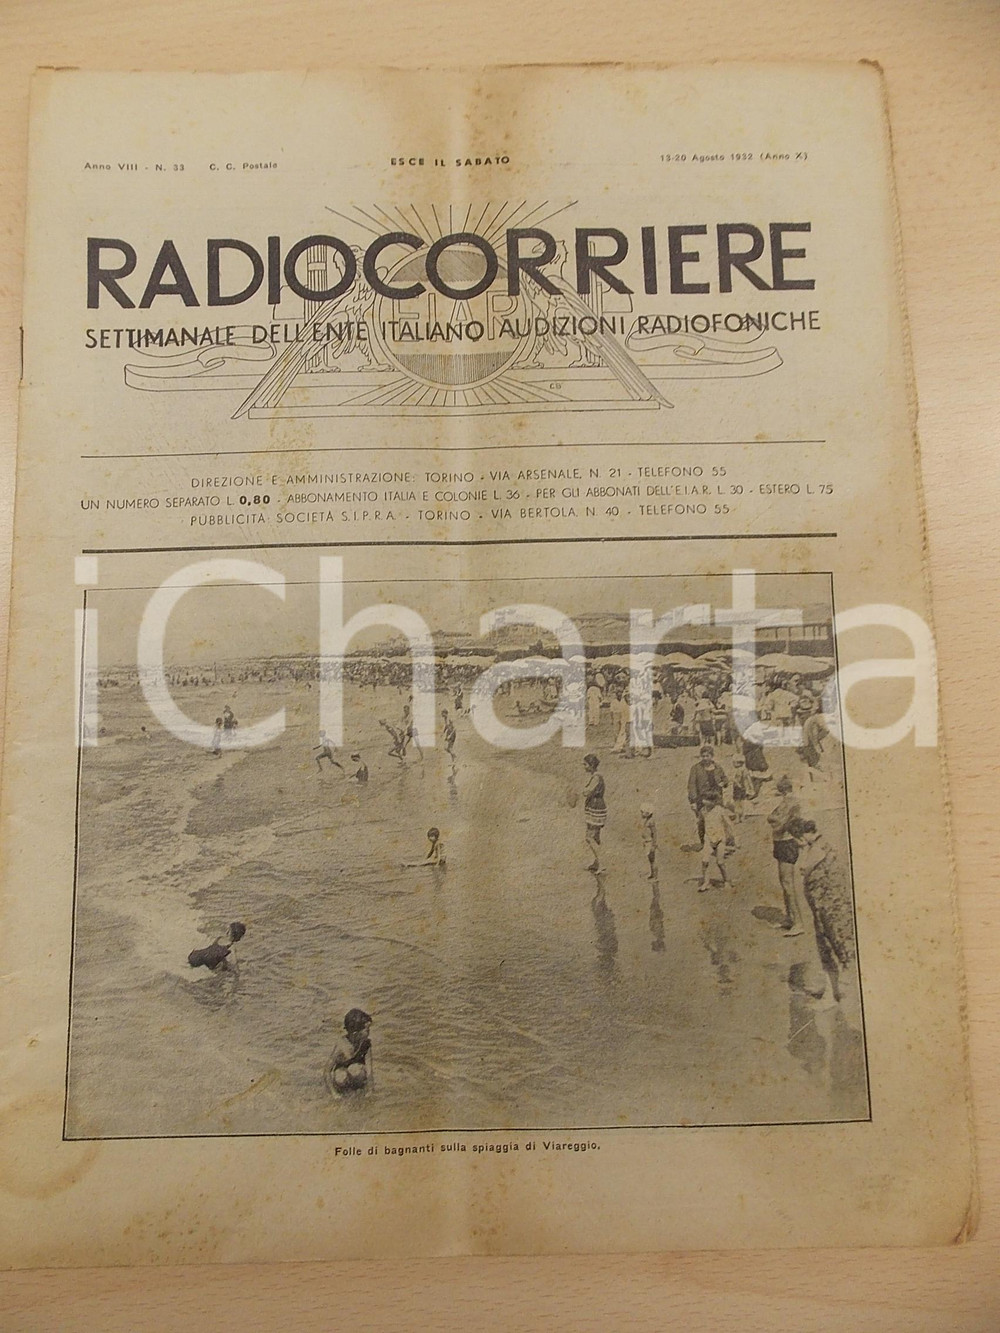 Anno VIII - N. 33 C. C. Postale ESCE IL SABATO 13-20 Agosto 1932 (Anno X)
RADIOCORRIERE
EIAR
SETTIMANALE DELL'ENTE ITALIANO AUDIZIONI RADIOFONICHE
CB
DIREZIONE E AMMINISTRAZIONE: TORINO - VIA ARSENALE, N. 21 - TELEFONO 55
UN NUMERO SEPARATO L. 0,80 - ABBONAMENTO ITALIA E COLONIE L. 36 - PER GLI ABBONATI DELL'E.I.A.R. L. 30 - ESTERO L. 75
PUBBLICITÀ SOCIETÀ S.I.P.R.A. - TORINO - VIA BERTOLA, N. 40 - TELEFONO 55
iCharta
Folle di bagnanti sulla spiaggia di Viareggio.